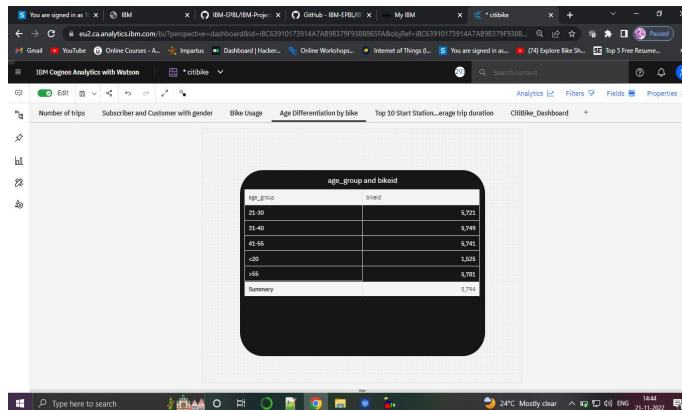 You are signed in as 1
IBM
IBM-EPBL/IBM-Project
GitHub - IBM-EPBL/IB
My IBM
*citibike
eu2.ca.analytics.ibm.com/bi/?perspective=dashboard&id=
Paused
Gmail
YouTube
Online Courses - A...
Impartus
Dashboard | Hacker...
Online Workshops...
Internet of Things (I...
You are signed in as...
(74) Explore Bike Sh...
Top 5 Free Resume...
IBM Cognos Analytics with Watson
*citibike
Search content
Edit
Analytics
Filters
Fields
Properties
Number of trips
Subscriber and Customer with gender
Bike Usage
Age Differentiation by bike
Top 10 Start Station...erage trip duration
CitiBike_Dashboard
+
age_group and bikeid
age_group bikeid
21-30 5,721
31-40 5,749
41-55 5,741
<20 1,525
>55 5,781
Summary 5,794
Type here to search
24°C Mostly clear
ENG
14:44
21-11-2022